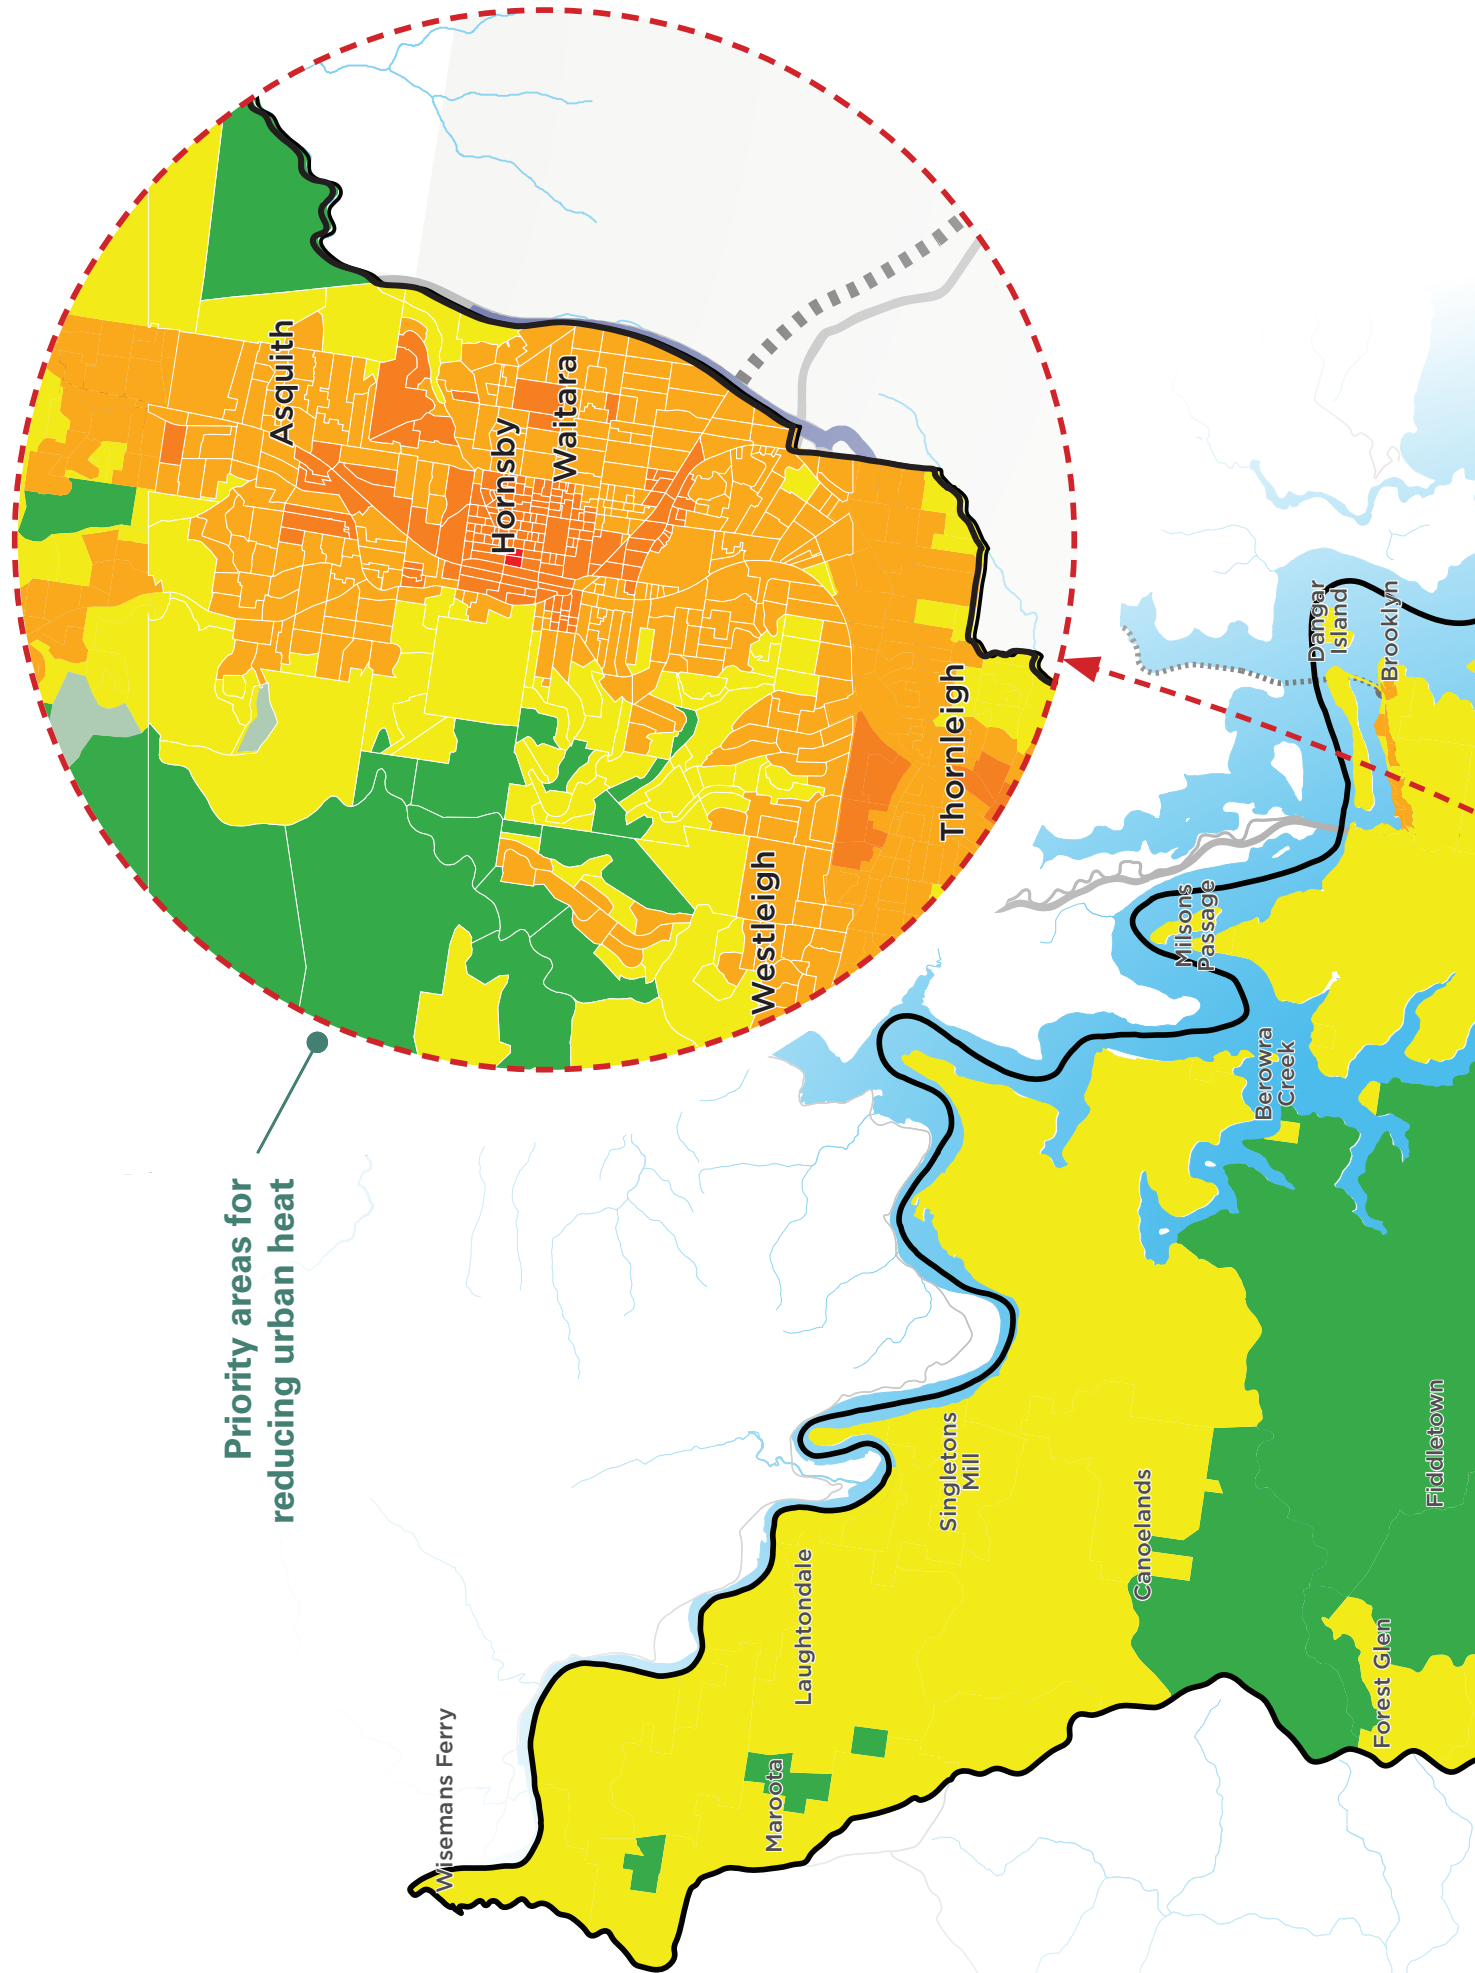 Priority areas for
reducing urban heat
Asquith
Hornsby
Waitara
Westleigh
Thornleigh
Wisemans Ferry
Maroota
Laughtondale
Singletons
Mill
Canoelands
Forest Glen
Fiddletown
Berowra
Creek
Milsons
Passage
Dangar
Island
Brooklyn